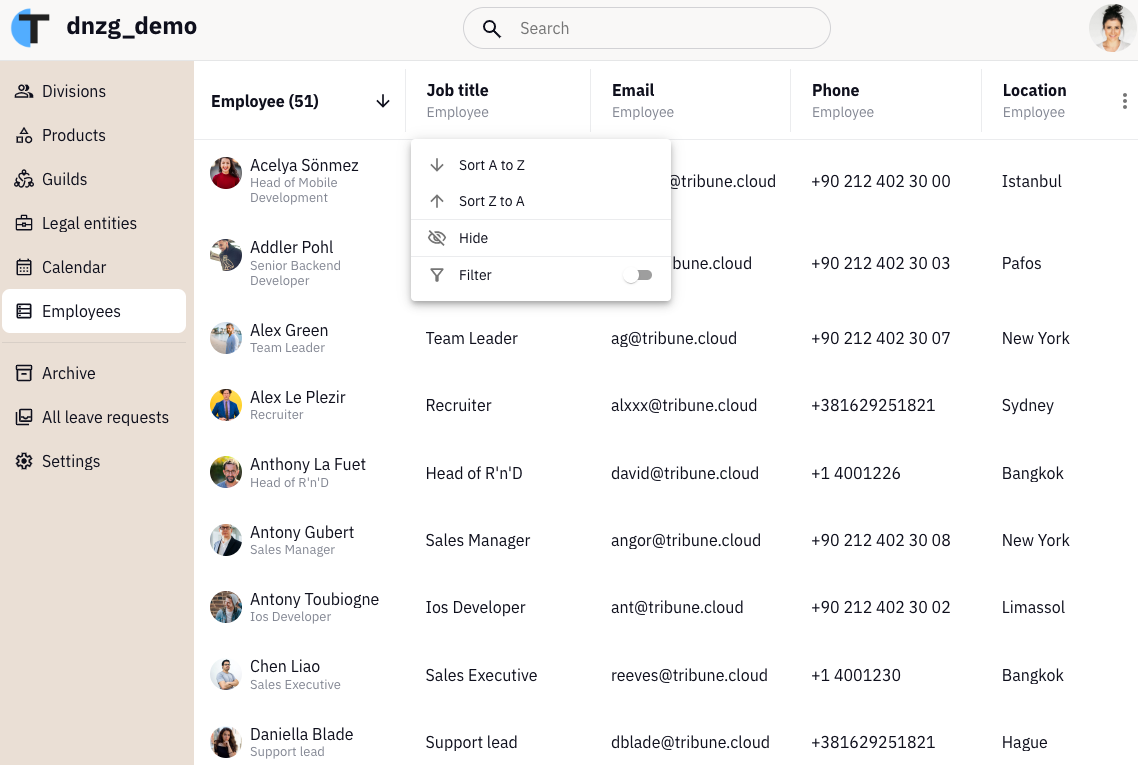 dnzg_demo
Search
Divisions
Products
Guilds
Legal entities
Calendar
Employees
Archive
All leave requests
Settings
Employee (51)
Job title
Employee
Email
Employee
Phone
Employee
Location
Employee
Sort A to Z
Sort Z to A
Hide
Filter
Acelya Sönmez
Head of Mobile
Development
@tribune.cloud
+90 212 402 30 00
Istanbul
Addler Pohl
Senior Backend
Developer
bune.cloud
+90 212 402 30 03
Pafos
Alex Green
Team Leader
Team Leader
ag@tribune.cloud
+90 212 402 30 07
New York
Alex Le Plezir
Recruiter
Recruiter
alxxx@tribune.cloud
+381629251821
Sydney
Anthony La Fuet
Head of R'n'D
Head of R'n'D
david@tribune.cloud
+1 4001226
Bangkok
Antony Gubert
Sales Manager
Sales Manager
angor@tribune.cloud
+90 212 402 30 08
New York
Antony Toubiogne
Ios Developer
Ios Developer
ant@tribune.cloud
+90 212 402 30 02
Limassol
Chen Liao
Sales Executive
Sales Executive
reeves@tribune.cloud
+1 4001230
Bangkok
Daniella Blade
Support lead
Support lead
dblade@tribune.cloud
+381629251821
Hague